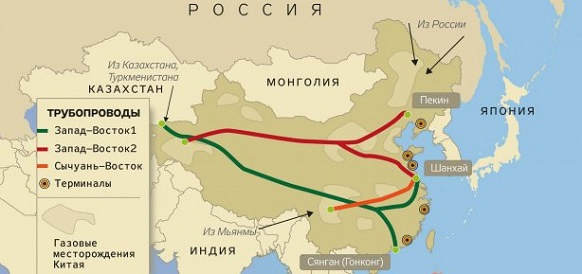 РОССИЯ
Из России
Из Казахстана,
Туркменистана
КАЗАХСТАН
МОНГОЛИЯ
Пекин
ЯПОНИЯ
ТРУБОПРОВОДЫ
Запад–Восток1
Запад–Восток2
Сычуань–Восток
Терминалы
Шанхай
Из Мьянмы
Газовые
месторождения
Китая
ИНДИЯ
Сянган (Гонконг)